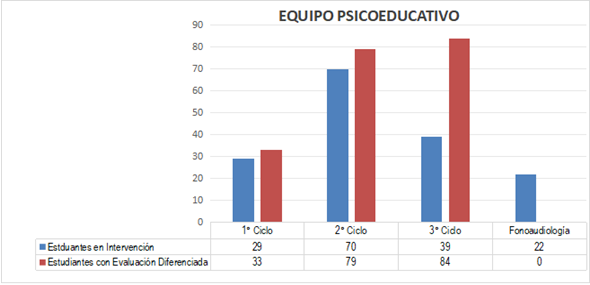 EQUIPO PSICOEDUCATIVO
90
80
70
60
50
40
30
20
10
0
1° Ciclo 2° Ciclo 3° Ciclo Fonoaudiología
Estduantes en Intervención 29 70 39 22
Estudiantes con Evaluación Diferenciada 33 79 84 0